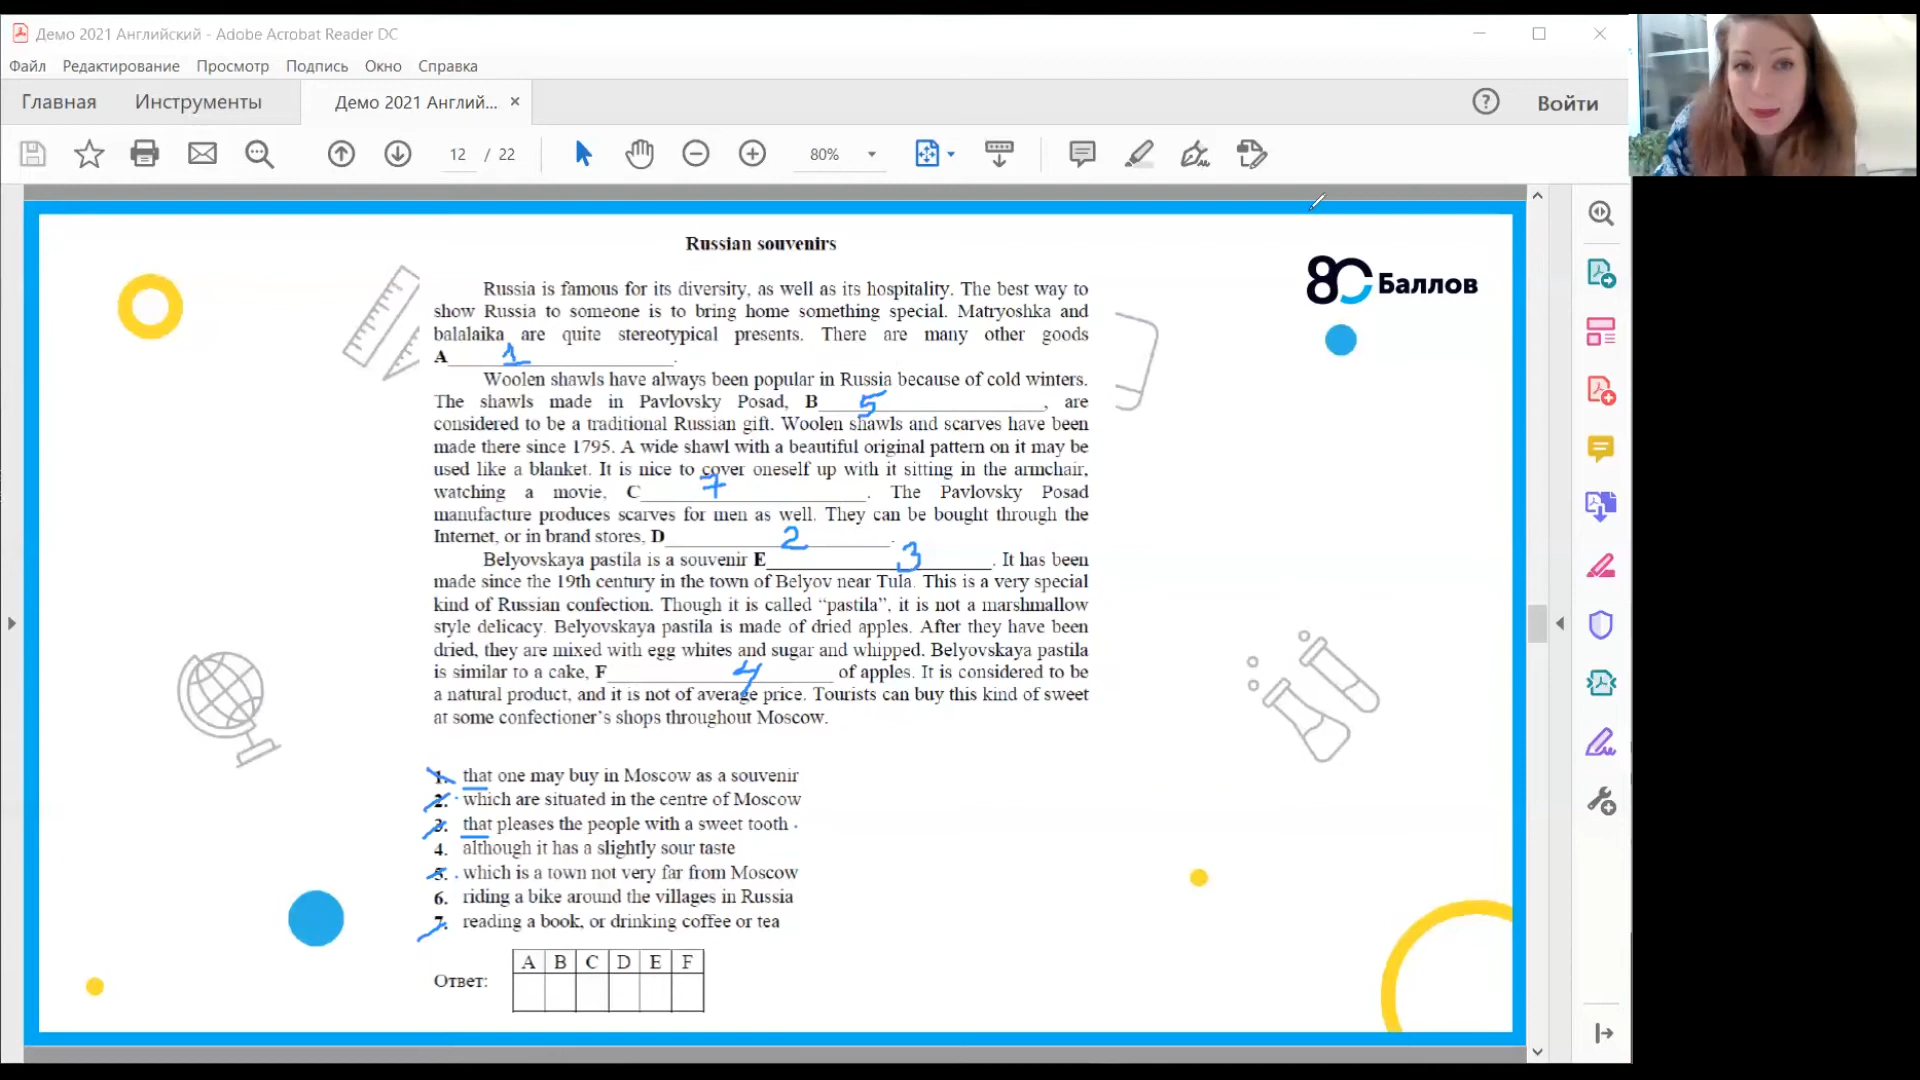 Демо 2021 Английский - Adobe Acrobat Reader DC
Файл Редактирование Просмотр Подпись Окно Справка
Главная Инструменты Демо 2021 Англий... × ? Войти
12 / 22 80%
Russian souvenirs
80 Баллов
Russia is famous for its diversity, as well as its hospitality. The best way to
show Russia to someone is to bring home something special. Matryoshka and
balalaika are quite stereotypical presents. There are many other goods
A 1 .
Woolen shawls have always been popular in Russia because of cold winters.
The shawls made in Pavlovsky Posad, B 5 , are
considered to be a traditional Russian gift. Woolen shawls and scarves have been
made there since 1795. A wide shawl with a beautiful original pattern on it may be
used like a blanket. It is nice to cover oneself up with it sitting in the armchair,
watching a movie, C 7 . The Pavlovsky Posad
manufacture produces scarves for men as well. They can be bought through the
Internet, or in brand stores, D 2 .
Belyovskaya pastila is a souvenir E 3 . It has been
made since the 19th century in the town of Belyov near Tula. This is a very special
kind of Russian confection. Though it is called “pastila”, it is not a marshmallow
style delicacy. Belyovskaya pastila is made of dried apples. After they have been
dried, they are mixed with egg whites and sugar and whipped. Belyovskaya pastila
is similar to a cake, F 4 of apples. It is considered to be
a natural product, and it is not of average price. Tourists can buy this kind of sweet
at some confectioner’s shops throughout Moscow.
1. that one may buy in Moscow as a souvenir
2. which are situated in the centre of Moscow
3. that pleases the people with a sweet tooth
4. although it has a slightly sour taste
5. which is a town not very far from Moscow
6. riding a bike around the villages in Russia
7. reading a book, or drinking coffee or tea
A B C D E F
Ответ: